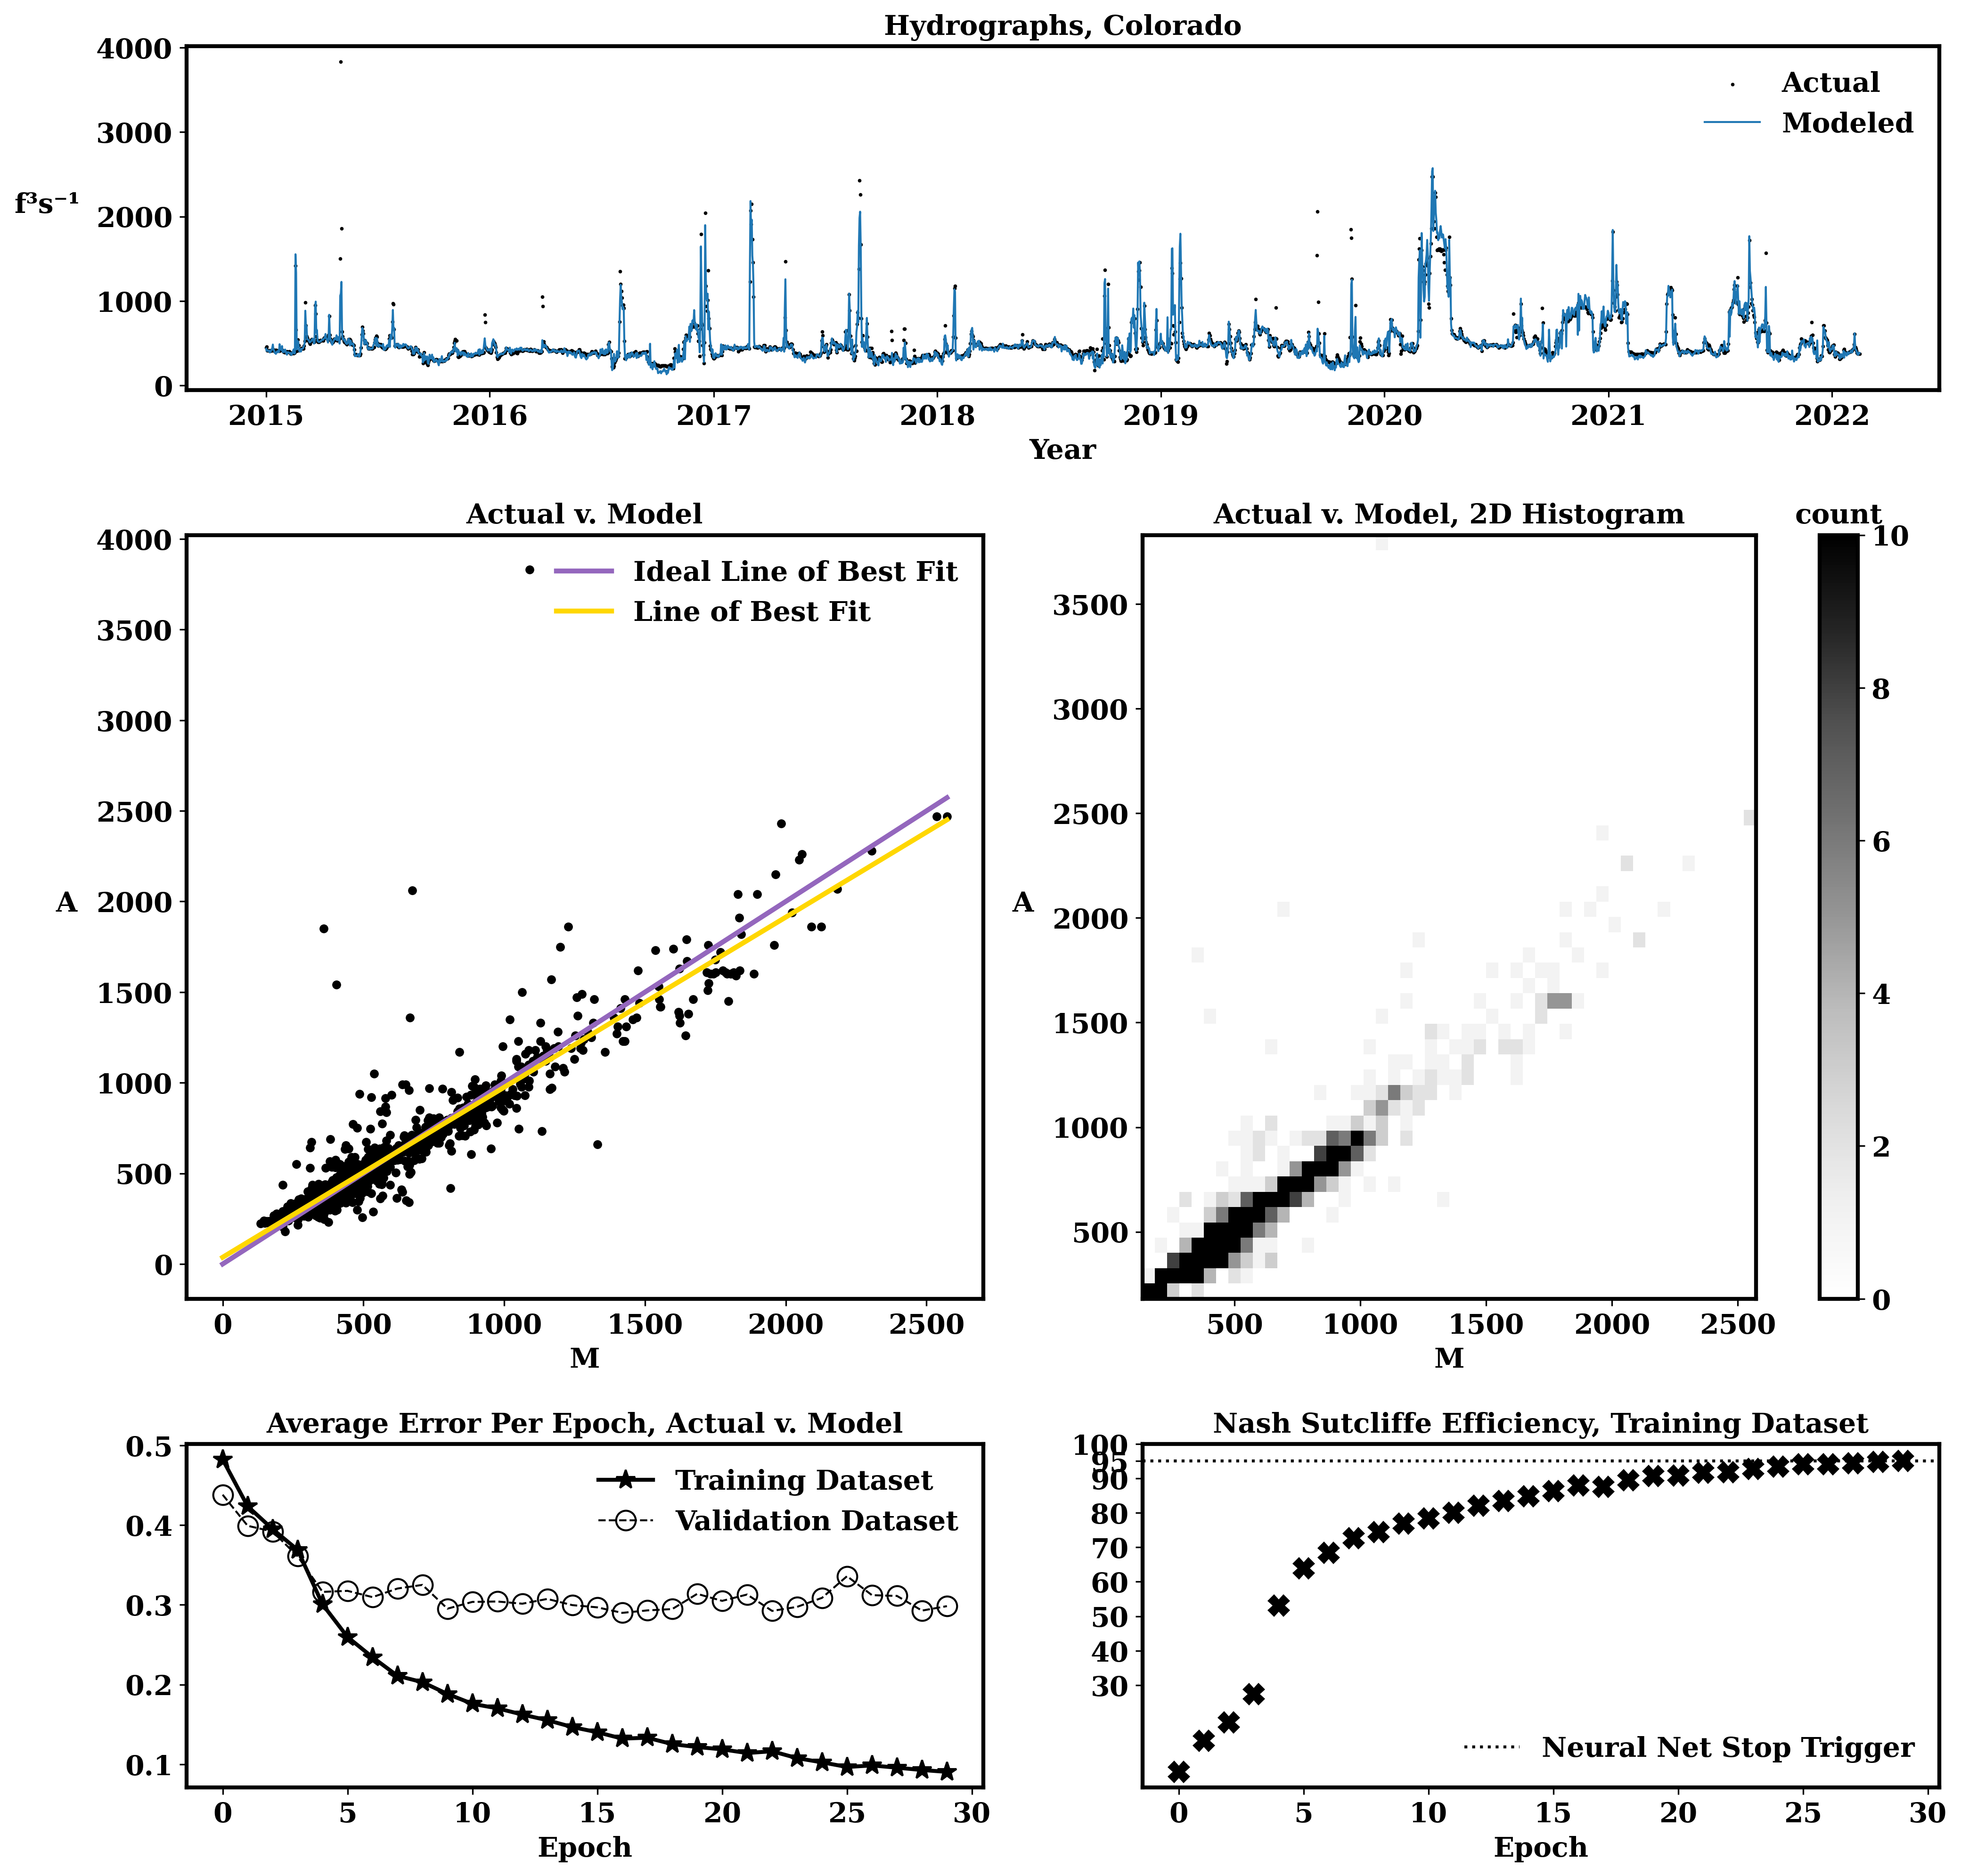 Hydrographs, Colorado
4000
3000
2000
1000
0
f³s⁻¹
Actual
Modeled
2015 2016 2017 2018 2019 2020 2021 2022
Year
Actual v. Model
4000
3500
3000
2500
2000
1500
1000
500
0
A
Ideal Line of Best Fit
Line of Best Fit
0 500 1000 1500 2000 2500
M
Actual v. Model, 2D Histogram
3500
3000
2500
2000
1500
1000
500
A
500 1000 1500 2000 2500
M
count
10
8
6
4
2
0
Average Error Per Epoch, Actual v. Model
0.5
0.4
0.3
0.2
0.1
Training Dataset
Validation Dataset
0 5 10 15 20 25 30
Epoch
Nash Sutcliffe Efficiency, Training Dataset
100
95
90
80
70
60
50
40
30
Neural Net Stop Trigger
0 5 10 15 20 25 30
Epoch